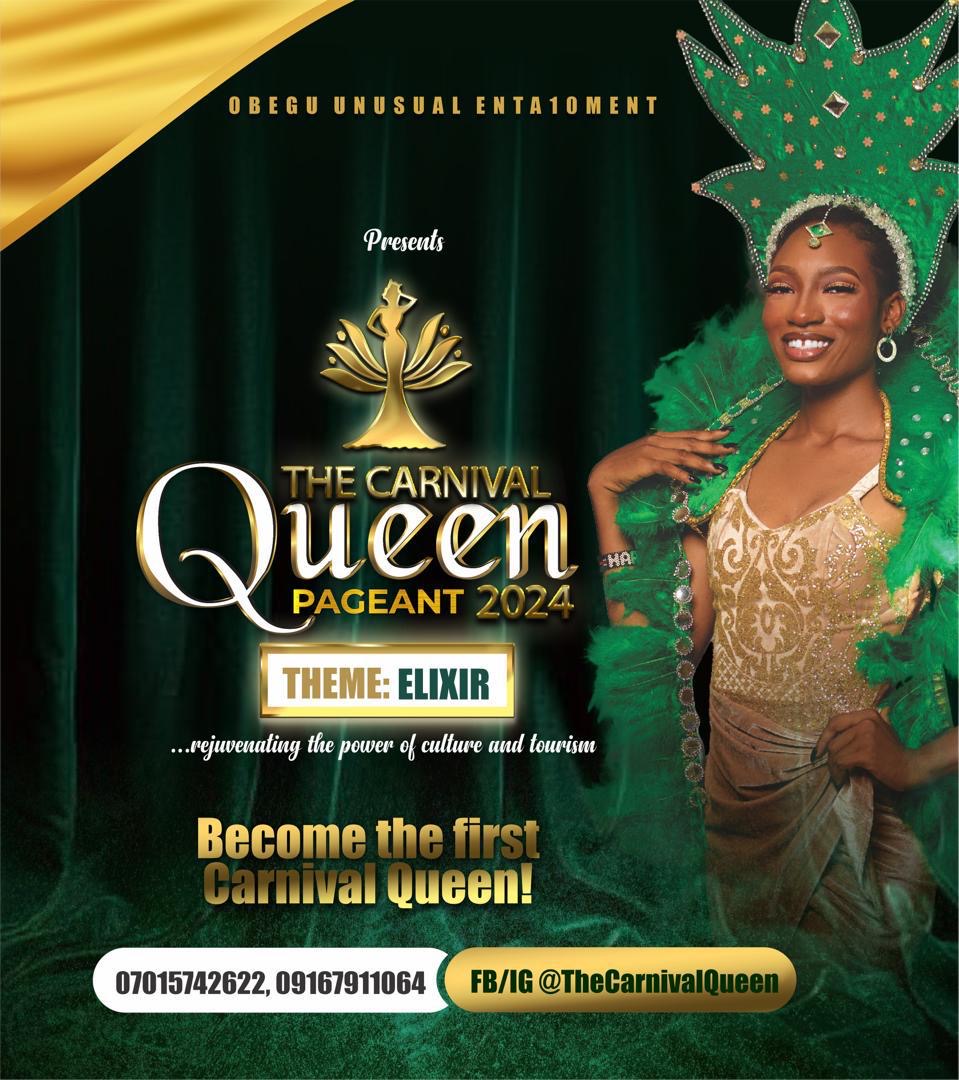 OBEGU UNUSUAL ENTA10MENT
Presents
THE CARNIVAL
Queen
PAGEANT 2024
THEME: ELIXIR
...rejuvenating the power of culture and tourism
Become the first
Carnival Queen!
07015742622, 09167911064
FB/IG @TheCarnivalQueen